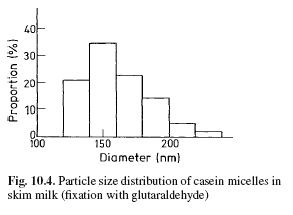 Proportion (%)
40
30
20
10
0
100
150
200
Diameter (nm)
Fig. 10.4. Particle size distribution of casein micelles in
skim milk (fixation with glutaraldehyde)